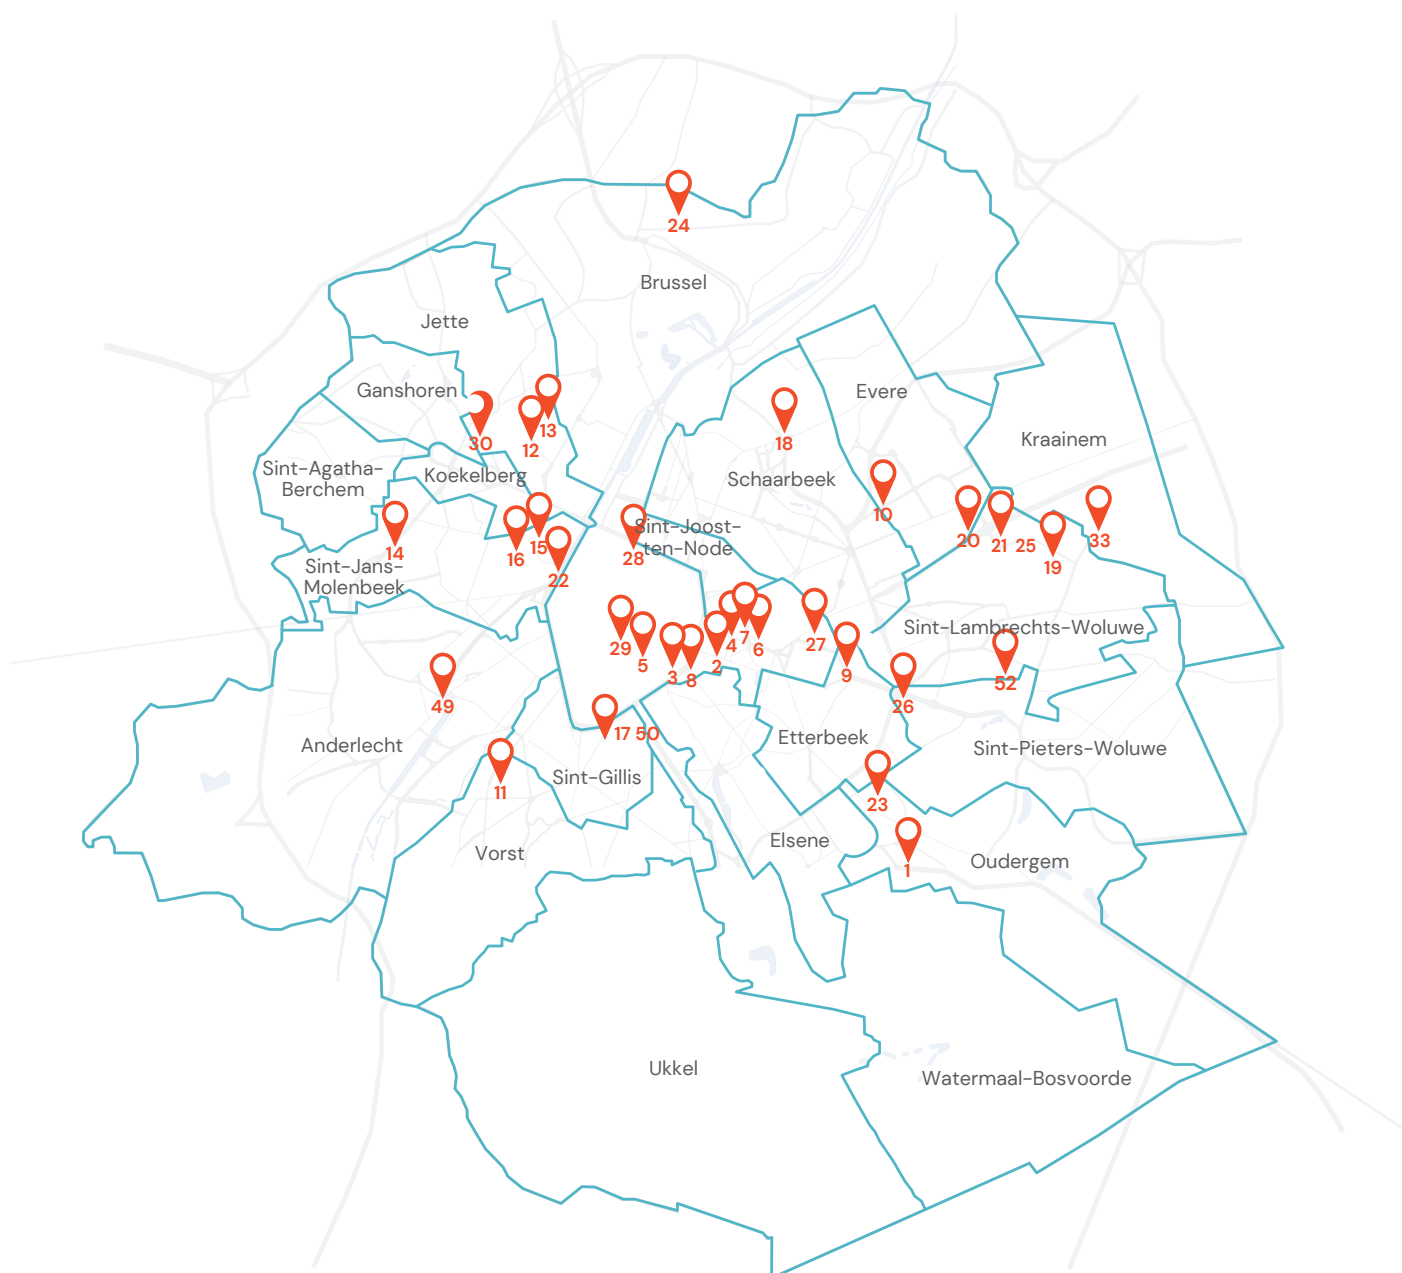 24
Brussel
Jette
Ganshoren
Evere
30
13
12
18
Kraainem
Sint-Agatha-
Berchem
Koekelberg
Schaarbeek
10
14
16
15
22
28
Sint-Joost-
ten-Node
20
21
25
19
33
Sint-Jans-
Molenbeek
29
5
3
8
2
4
7
6
27
9
Sint-Lambrechts-Woluwe
52
26
49
Anderlecht
17
50
Etterbeek
Sint-Pieters-Woluwe
11
Sint-Gillis
23
Vorst
Elsene
1
Oudergem
Ukkel
Watermaal-Bosvoorde